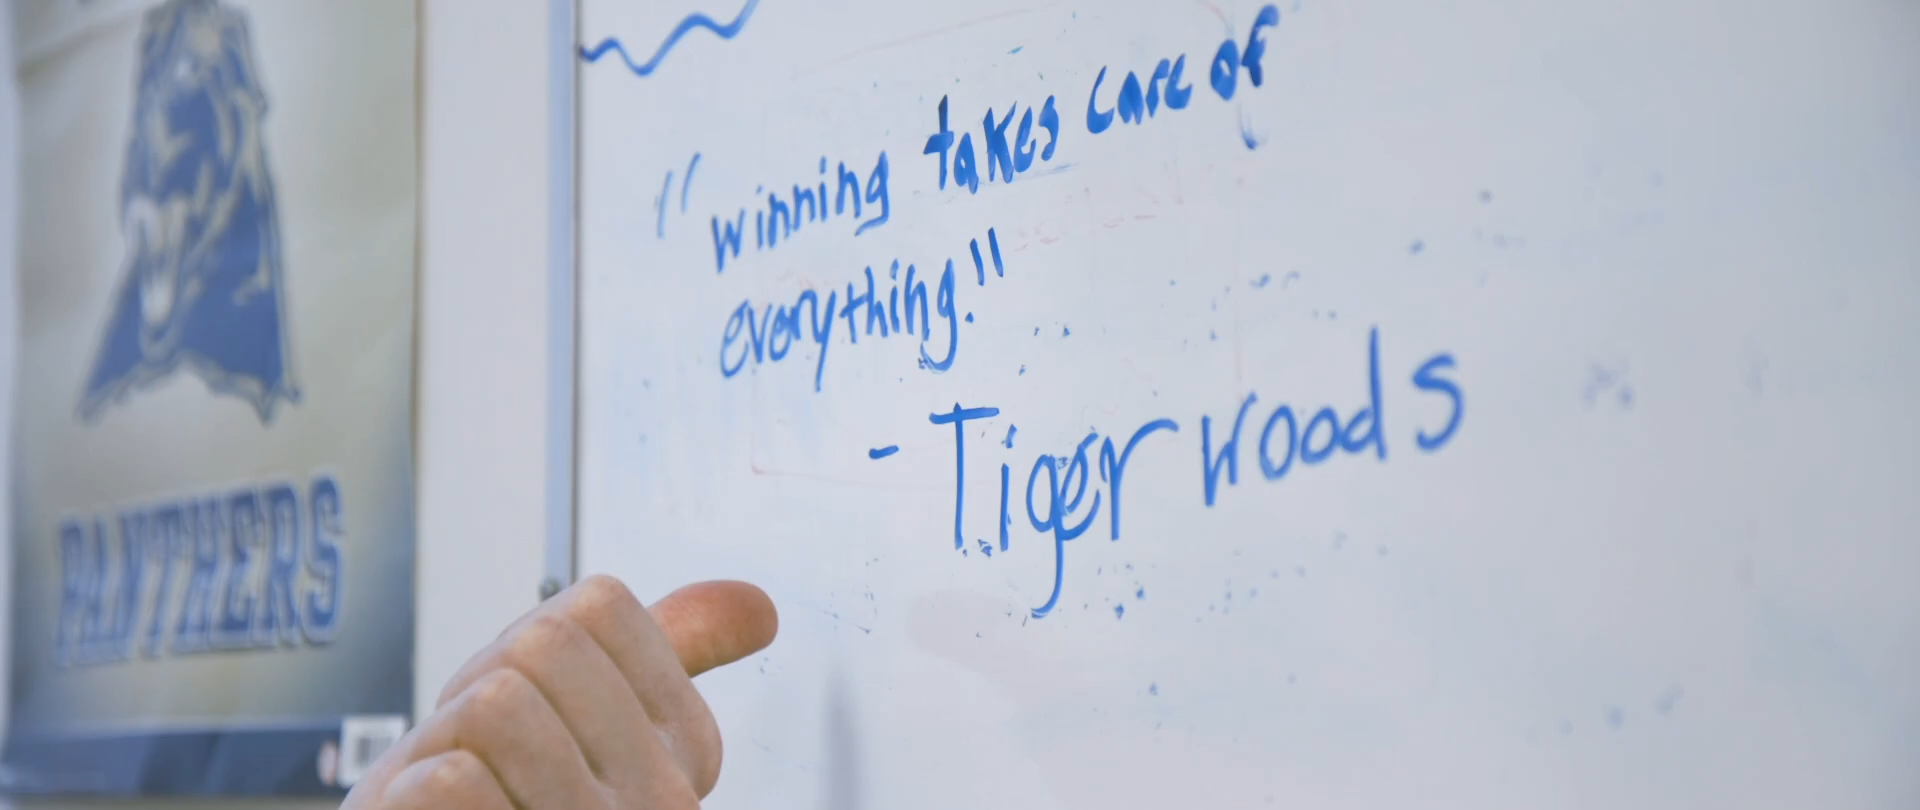 "winning takes care of
everything."
- Tiger Woods
PANTHERS